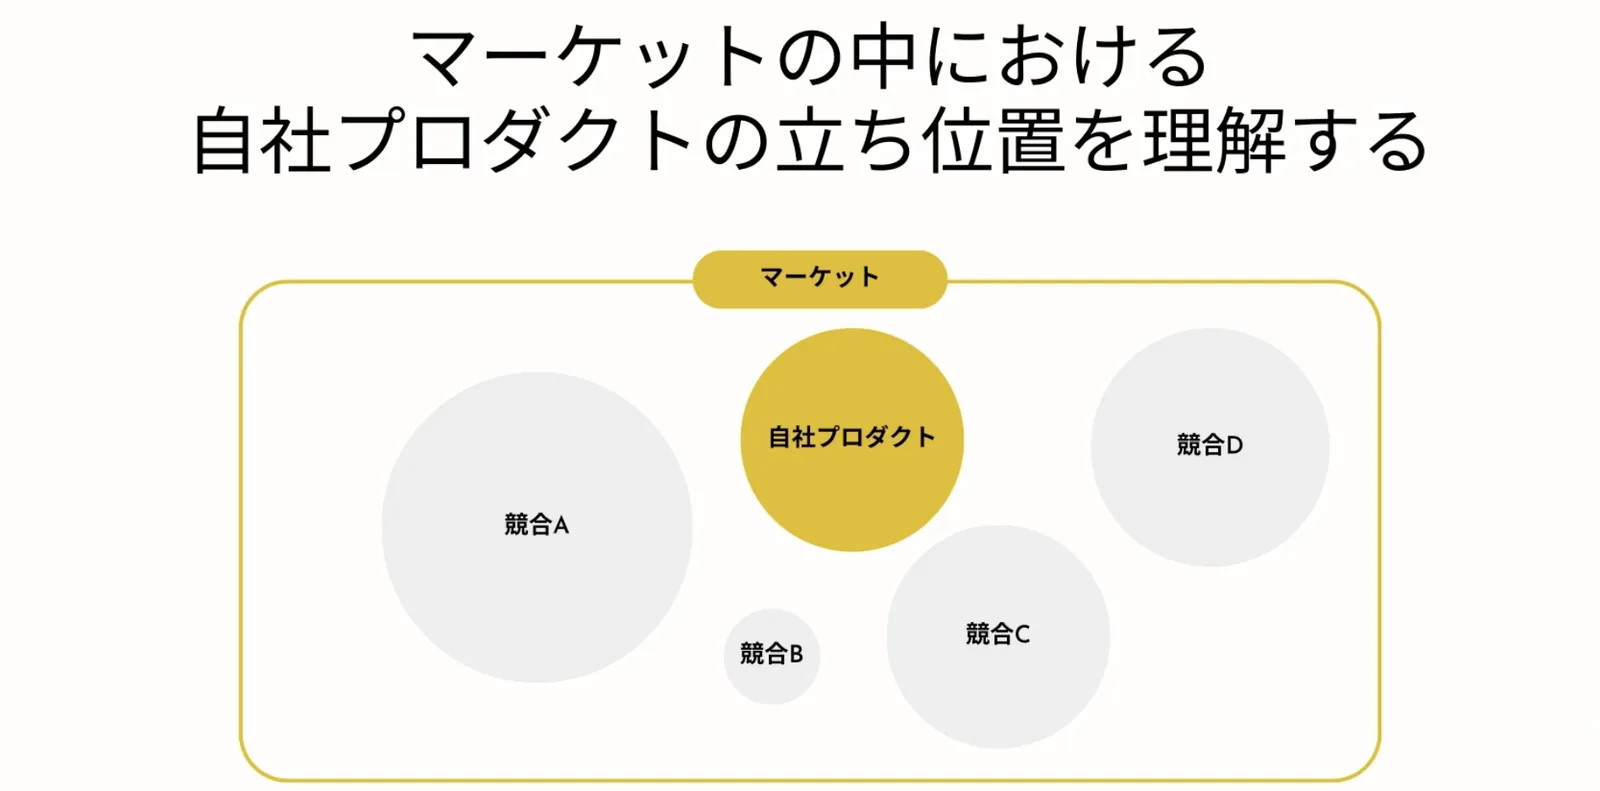 マーケットの中における
自社プロダクトの立ち位置を理解する
マーケット
自社プロダクト
競合D
競合A
競合C
競合B